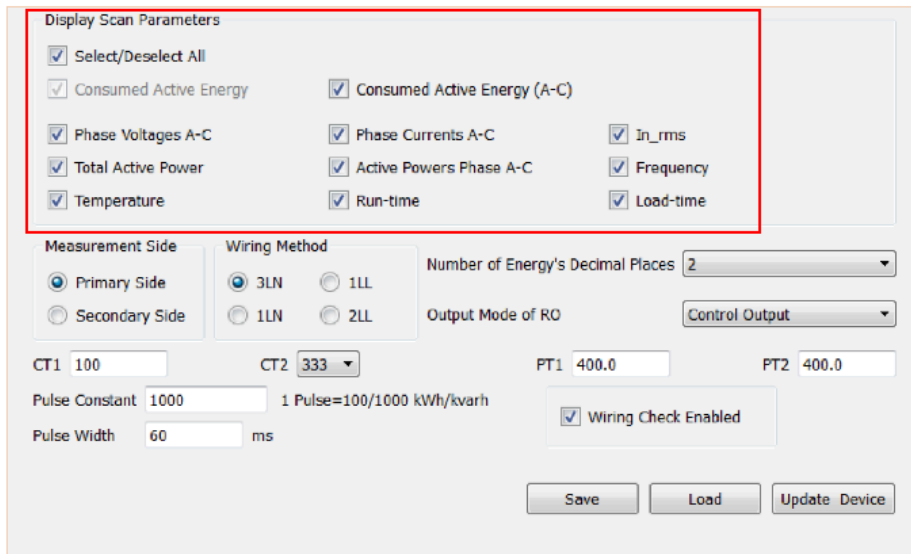 Display Scan Parameters
Select/Deselect All
Consumed Active Energy Consumed Active Energy (A-C)
Phase Voltages A-C Phase Currents A-C In_rms
Total Active Power Active Powers Phase A-C Frequency
Temperature Run-time Load-time
Measurement Side Wiring Method
Number of Energy's Decimal Places 2
Primary Side 3LN 1LL
Secondary Side 1LN 2LL Output Mode of RO Control Output
CT1 100 CT2 333 PT1 400.0 PT2 400.0
Pulse Constant 1000 1 Pulse=100/1000 kWh/kvarh
Wiring Check Enabled
Pulse Width 60 ms
Save Load Update Device